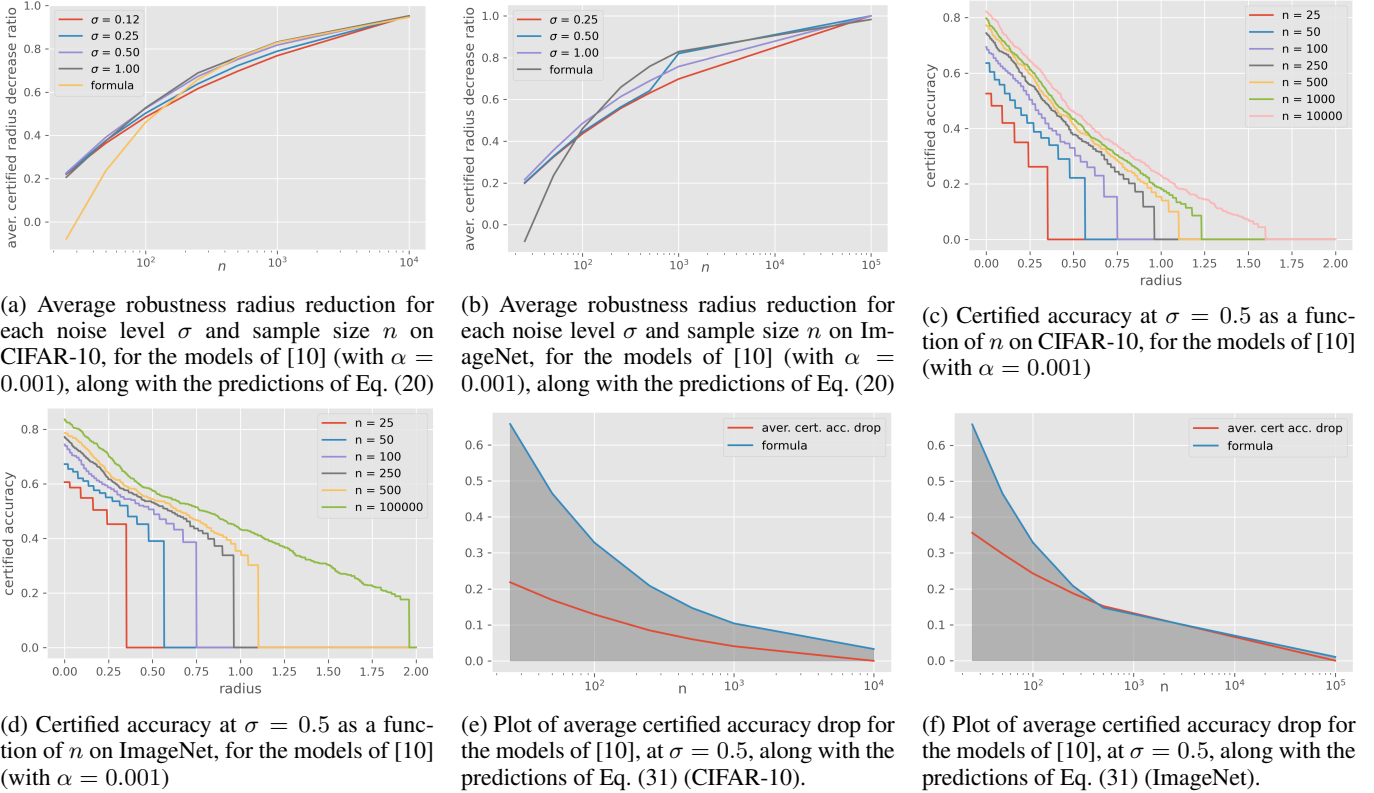 aver. certified radius decrease ratio
1.0
0.8
0.6
0.4
0.2
0.0
σ = 0.12
σ = 0.25
σ = 0.50
σ = 1.00
formula
10²
10³
10⁴
n
(a) Average robustness radius reduction for
each noise level σ and sample size n on
CIFAR-10, for the models of [10] (with α =
0.001), along with the predictions of Eq. (20)
aver. certified radius decrease ratio
1.0
0.8
0.6
0.4
0.2
0.0
σ = 0.25
σ = 0.50
σ = 1.00
formula
10²
10³
10⁴
10⁵
n
(b) Average robustness radius reduction for
each noise level σ and sample size n on Im-
ageNet, for the models of [10] (with α =
0.001), along with the predictions of Eq. (20)
certified accuracy
0.8
0.6
0.4
0.2
0.0
n = 25
n = 50
n = 100
n = 250
n = 500
n = 1000
n = 10000
0.00 0.25 0.50 0.75 1.00 1.25 1.50 1.75 2.00
radius
(c) Certified accuracy at σ = 0.5 as a func-
tion of n on CIFAR-10, for the models of [10]
(with α = 0.001)
certified accuracy
0.8
0.6
0.4
0.2
0.0
n = 25
n = 50
n = 100
n = 250
n = 500
n = 100000
0.00 0.25 0.50 0.75 1.00 1.25 1.50 1.75 2.00
radius
(d) Certified accuracy at σ = 0.5 as a func-
tion of n on ImageNet, for the models of [10]
(with α = 0.001)
0.6
0.5
0.4
0.3
0.2
0.1
0.0
aver. cert acc. drop
formula
10²
10³
10⁴
n
(e) Plot of average certified accuracy drop for
the models of [10], at σ = 0.5, along with the
predictions of Eq. (31) (CIFAR-10).
0.6
0.5
0.4
0.3
0.2
0.1
0.0
aver. cert acc. drop
formula
10²
10³
10⁴
10⁵
n
(f) Plot of average certified accuracy drop for
the models of [10], at σ = 0.5, along with the
predictions of Eq. (31) (ImageNet).